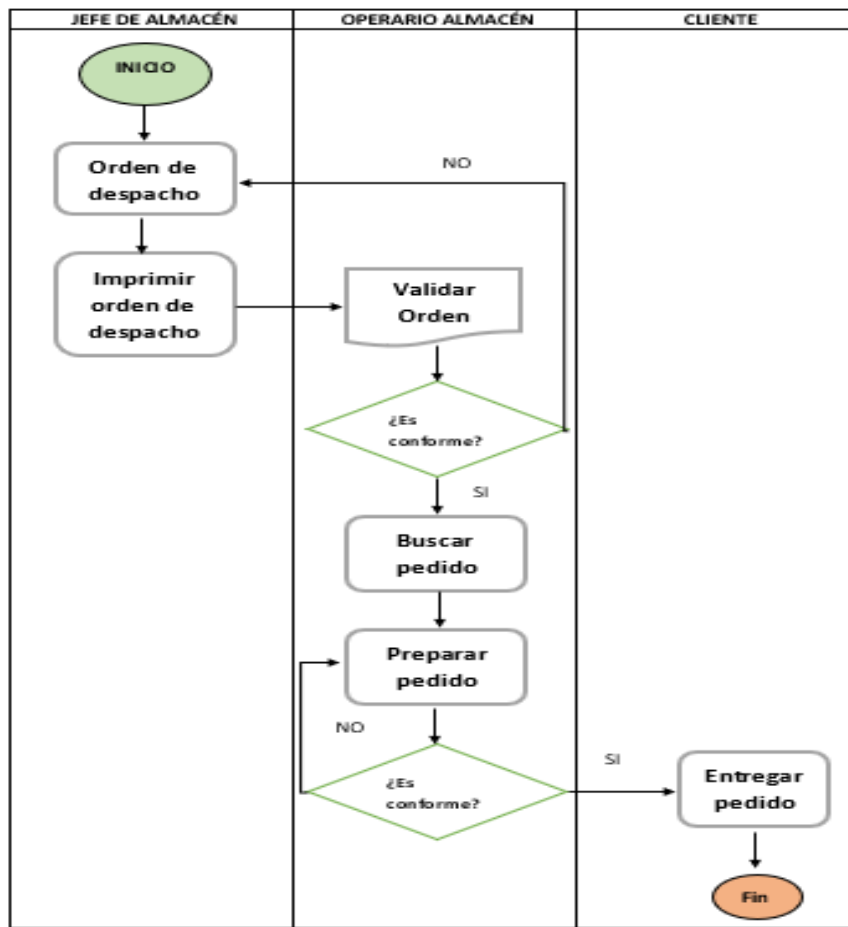 JEFE DE ALMACÉN
OPERARIO ALMACÉN
CLIENTE
INICIO
Orden de
despacho
NO
Imprimir
orden de
despacho
Validar
Orden
¿Es
conforme?
SI
Buscar
pedido
Preparar
pedido
NO
¿Es
conforme?
SI
Entregar
pedido
Fin